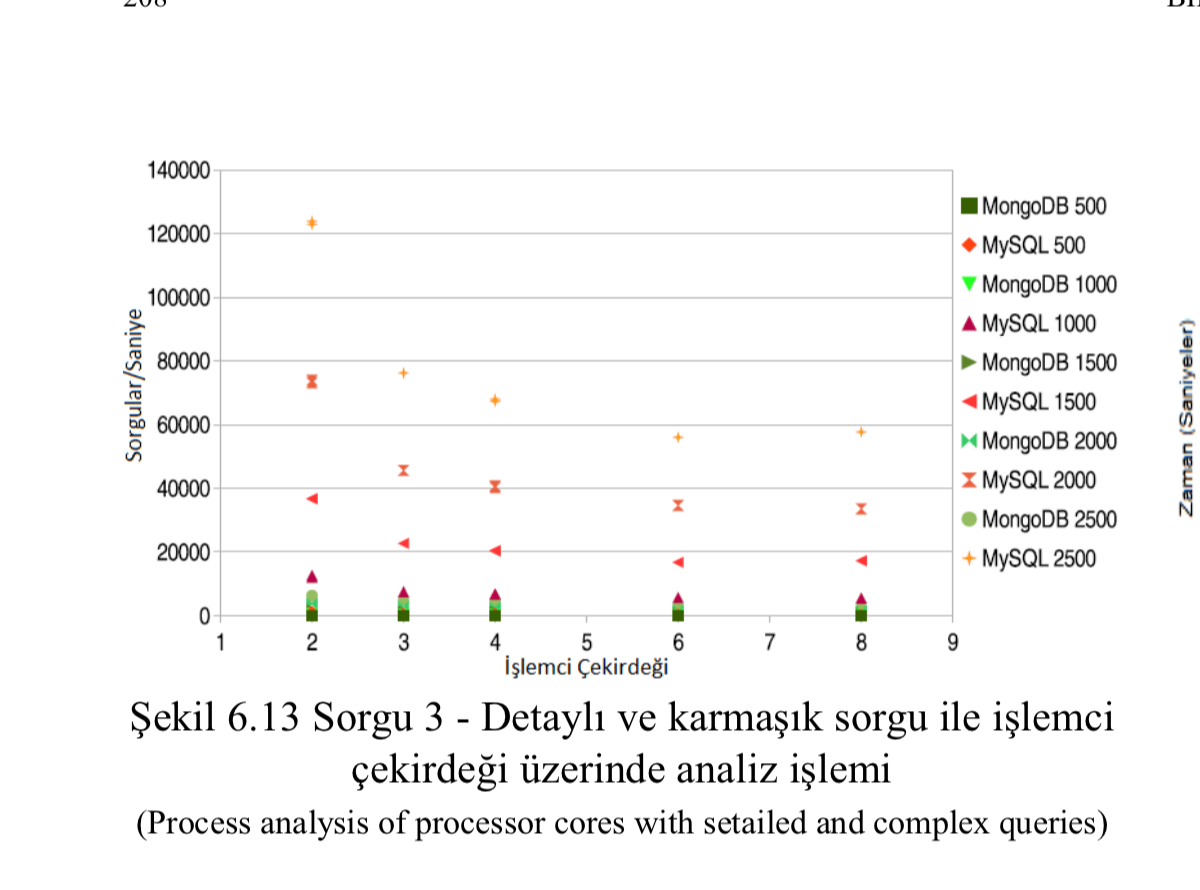 208
140000
120000
100000
80000
60000
40000
20000
0
Sorgular/Saniye
1 2 3 4 5 6 7 8 9
İşlemci Çekirdeği
MongoDB 500
MySQL 500
MongoDB 1000
MySQL 1000
MongoDB 1500
MySQL 1500
MongoDB 2000
MySQL 2000
MongoDB 2500
MySQL 2500
Zaman (Saniyeler)
Şekil 6.13 Sorgu 3 - Detaylı ve karmaşık sorgu ile işlemci
çekirdeği üzerinde analiz işlemi
(Process analysis of processor cores with setailed and complex queries)